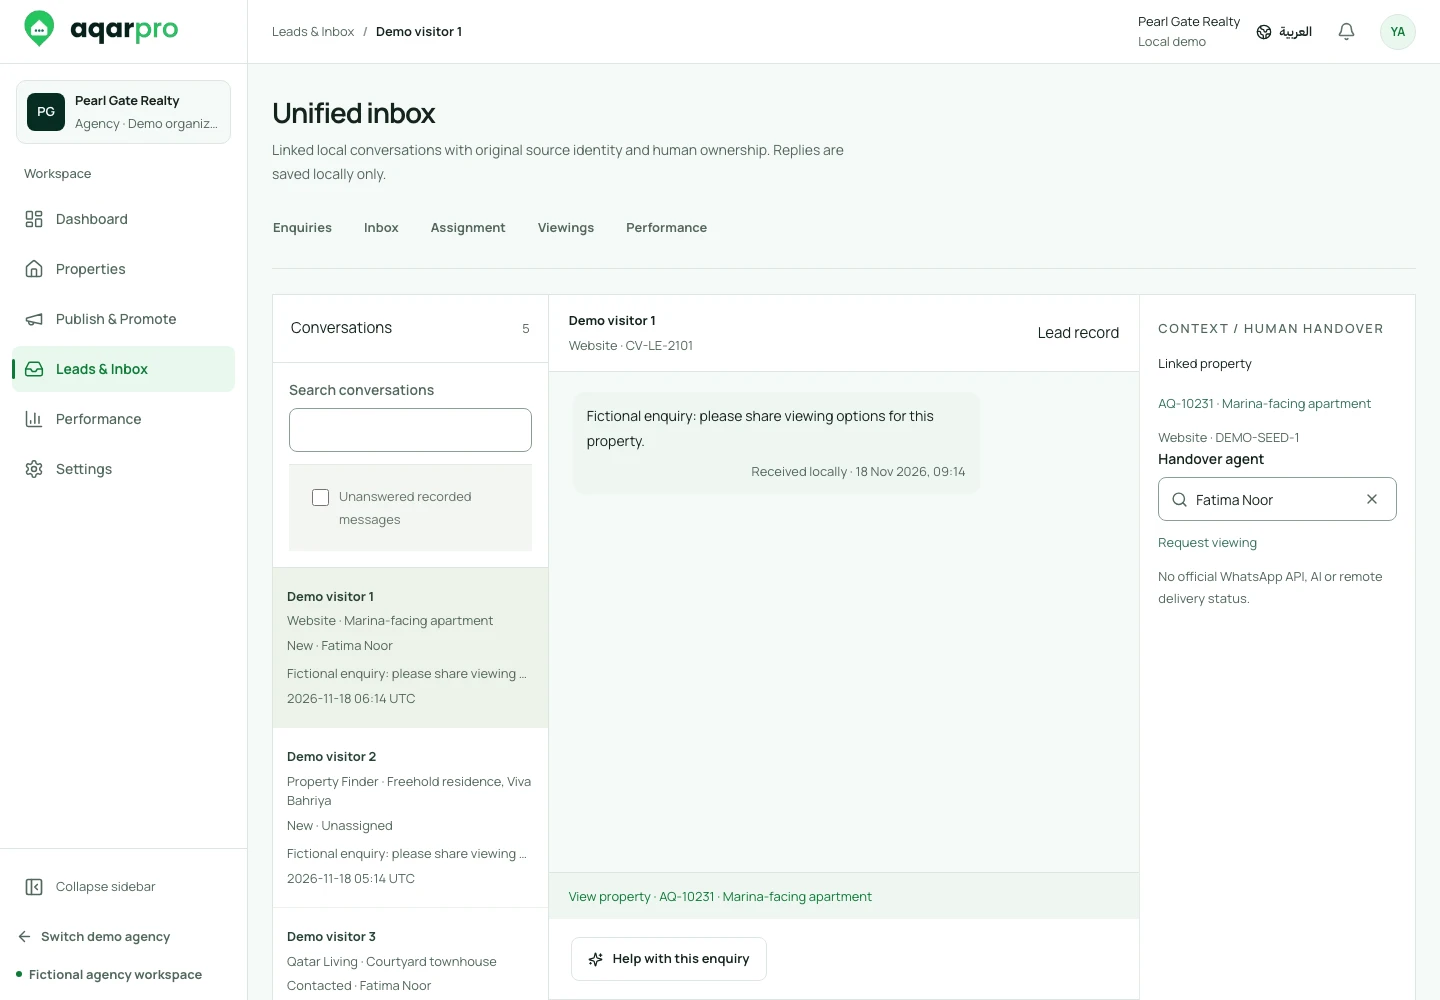 aqarpro
Leads & Inbox / Demo visitor 1
Pearl Gate Realty
Local demo
العربية
YA
PG
Pearl Gate Realty
Agency · Demo organiz...
Workspace
Dashboard
Properties
Publish & Promote
Leads & Inbox
Performance
Settings
Collapse sidebar
Switch demo agency
Fictional agency workspace
Unified inbox
Linked local conversations with original source identity and human ownership. Replies are
saved locally only.
Enquiries Inbox Assignment Viewings Performance
Conversations 5
Search conversations
Unanswered recorded
messages
Demo visitor 1
Website · Marina-facing apartment
New · Fatima Noor
Fictional enquiry: please share viewing ...
2026-11-18 06:14 UTC
Demo visitor 2
Property Finder · Freehold residence, Viva
Bahriya
New · Unassigned
Fictional enquiry: please share viewing ...
2026-11-18 05:14 UTC
Demo visitor 3
Qatar Living · Courtyard townhouse
Contacted · Fatima Noor
Demo visitor 1
Website · CV-LE-2101
Lead record
Fictional enquiry: please share viewing options for this
property.
Received locally · 18 Nov 2026, 09:14
View property · AQ-10231 · Marina-facing apartment
Help with this enquiry
CONTEXT / HUMAN HANDOVER
Linked property
AQ-10231 · Marina-facing apartment
Website · DEMO-SEED-1
Handover agent
Fatima Noor
Request viewing
No official WhatsApp API, AI or remote
delivery status.